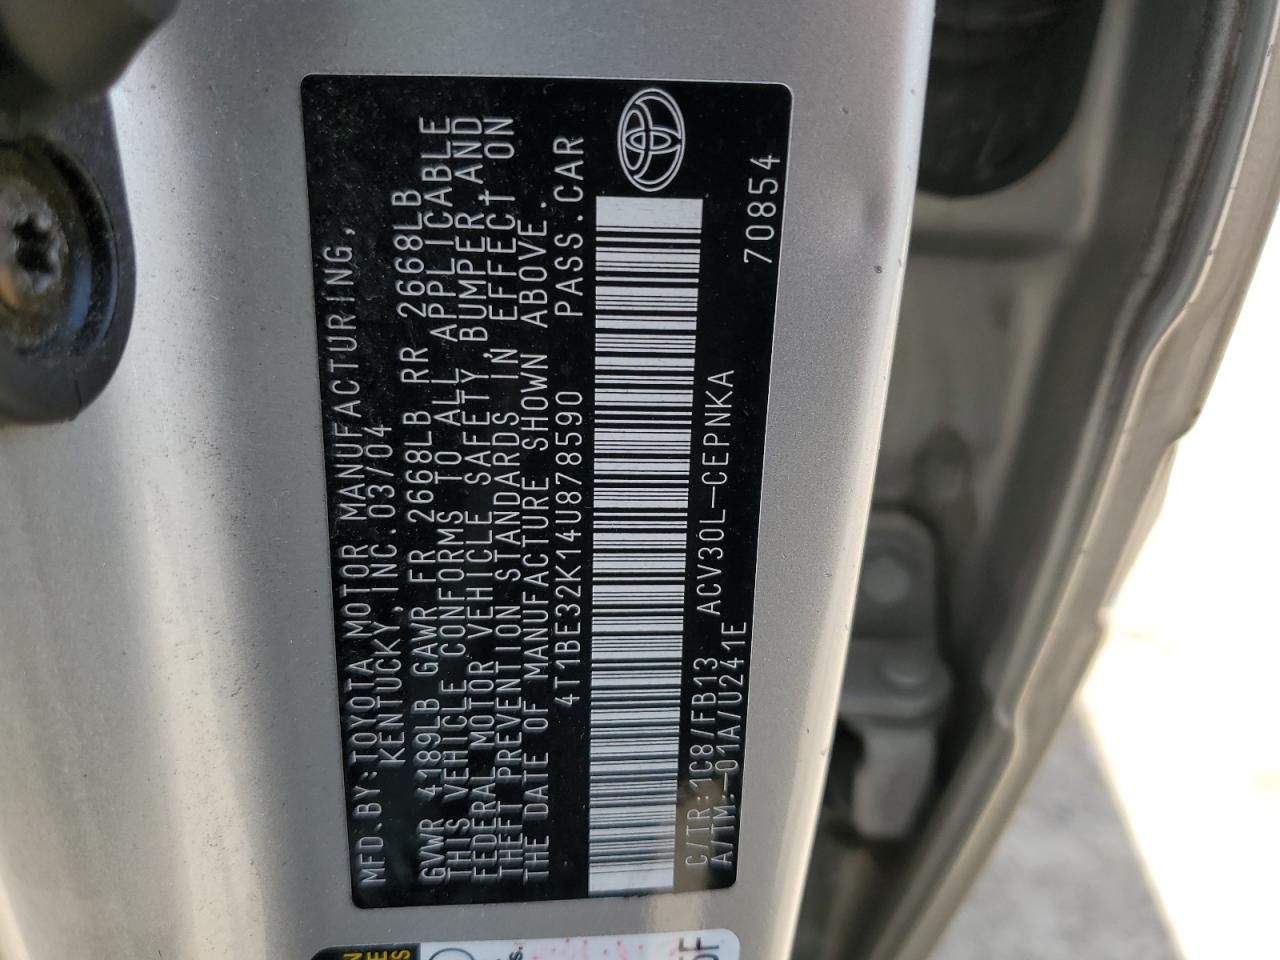 MFD.BY:TOYOTA MOTOR MANUFACTURING,
KENTUCKY, INC. 03/04
GVWR 4189LB GAWR FR 2668LB RR 2668LB
THIS VEHICLE CONFORMS TO ALL APPLICABLE
FEDERAL MOTOR VEHICLE SAFETY,BUMPER,AND
THEFT PREVENTION STANDARDS IN EFFECT ON
THE DATE OF MANUFACTURE SHOWN ABOVE.
4T1BE32K14U878590 PASS.CAR
C/TR:1C8/FB13 ACV30L-CEPNKA
A/TM:-01A/U241E 70854